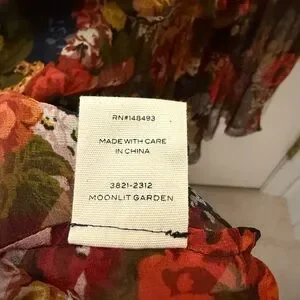 RN#148493
MADE WITH CARE
IN CHINA
3821-2312
MOONLIT GARDEN